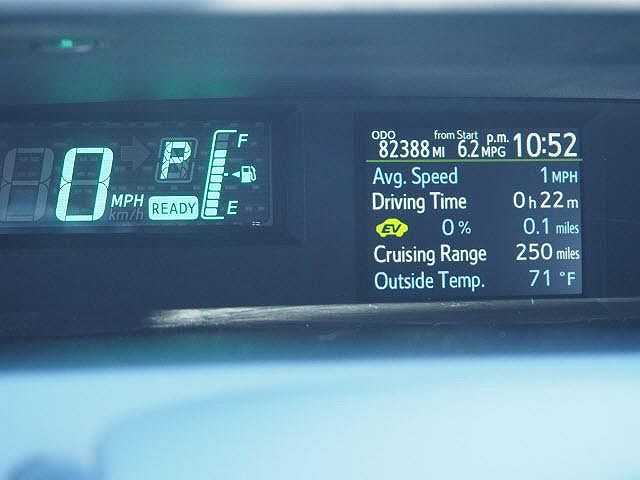 0 MPH
km/h
P
READY
F
E
ODO from Start p.m. 10:52
82388 MI 6.2 MPG
Avg. Speed 1 MPH
Driving Time 0 h 22 m
EV 0 % 0.1 miles
Cruising Range 250 miles
Outside Temp. 71 °F